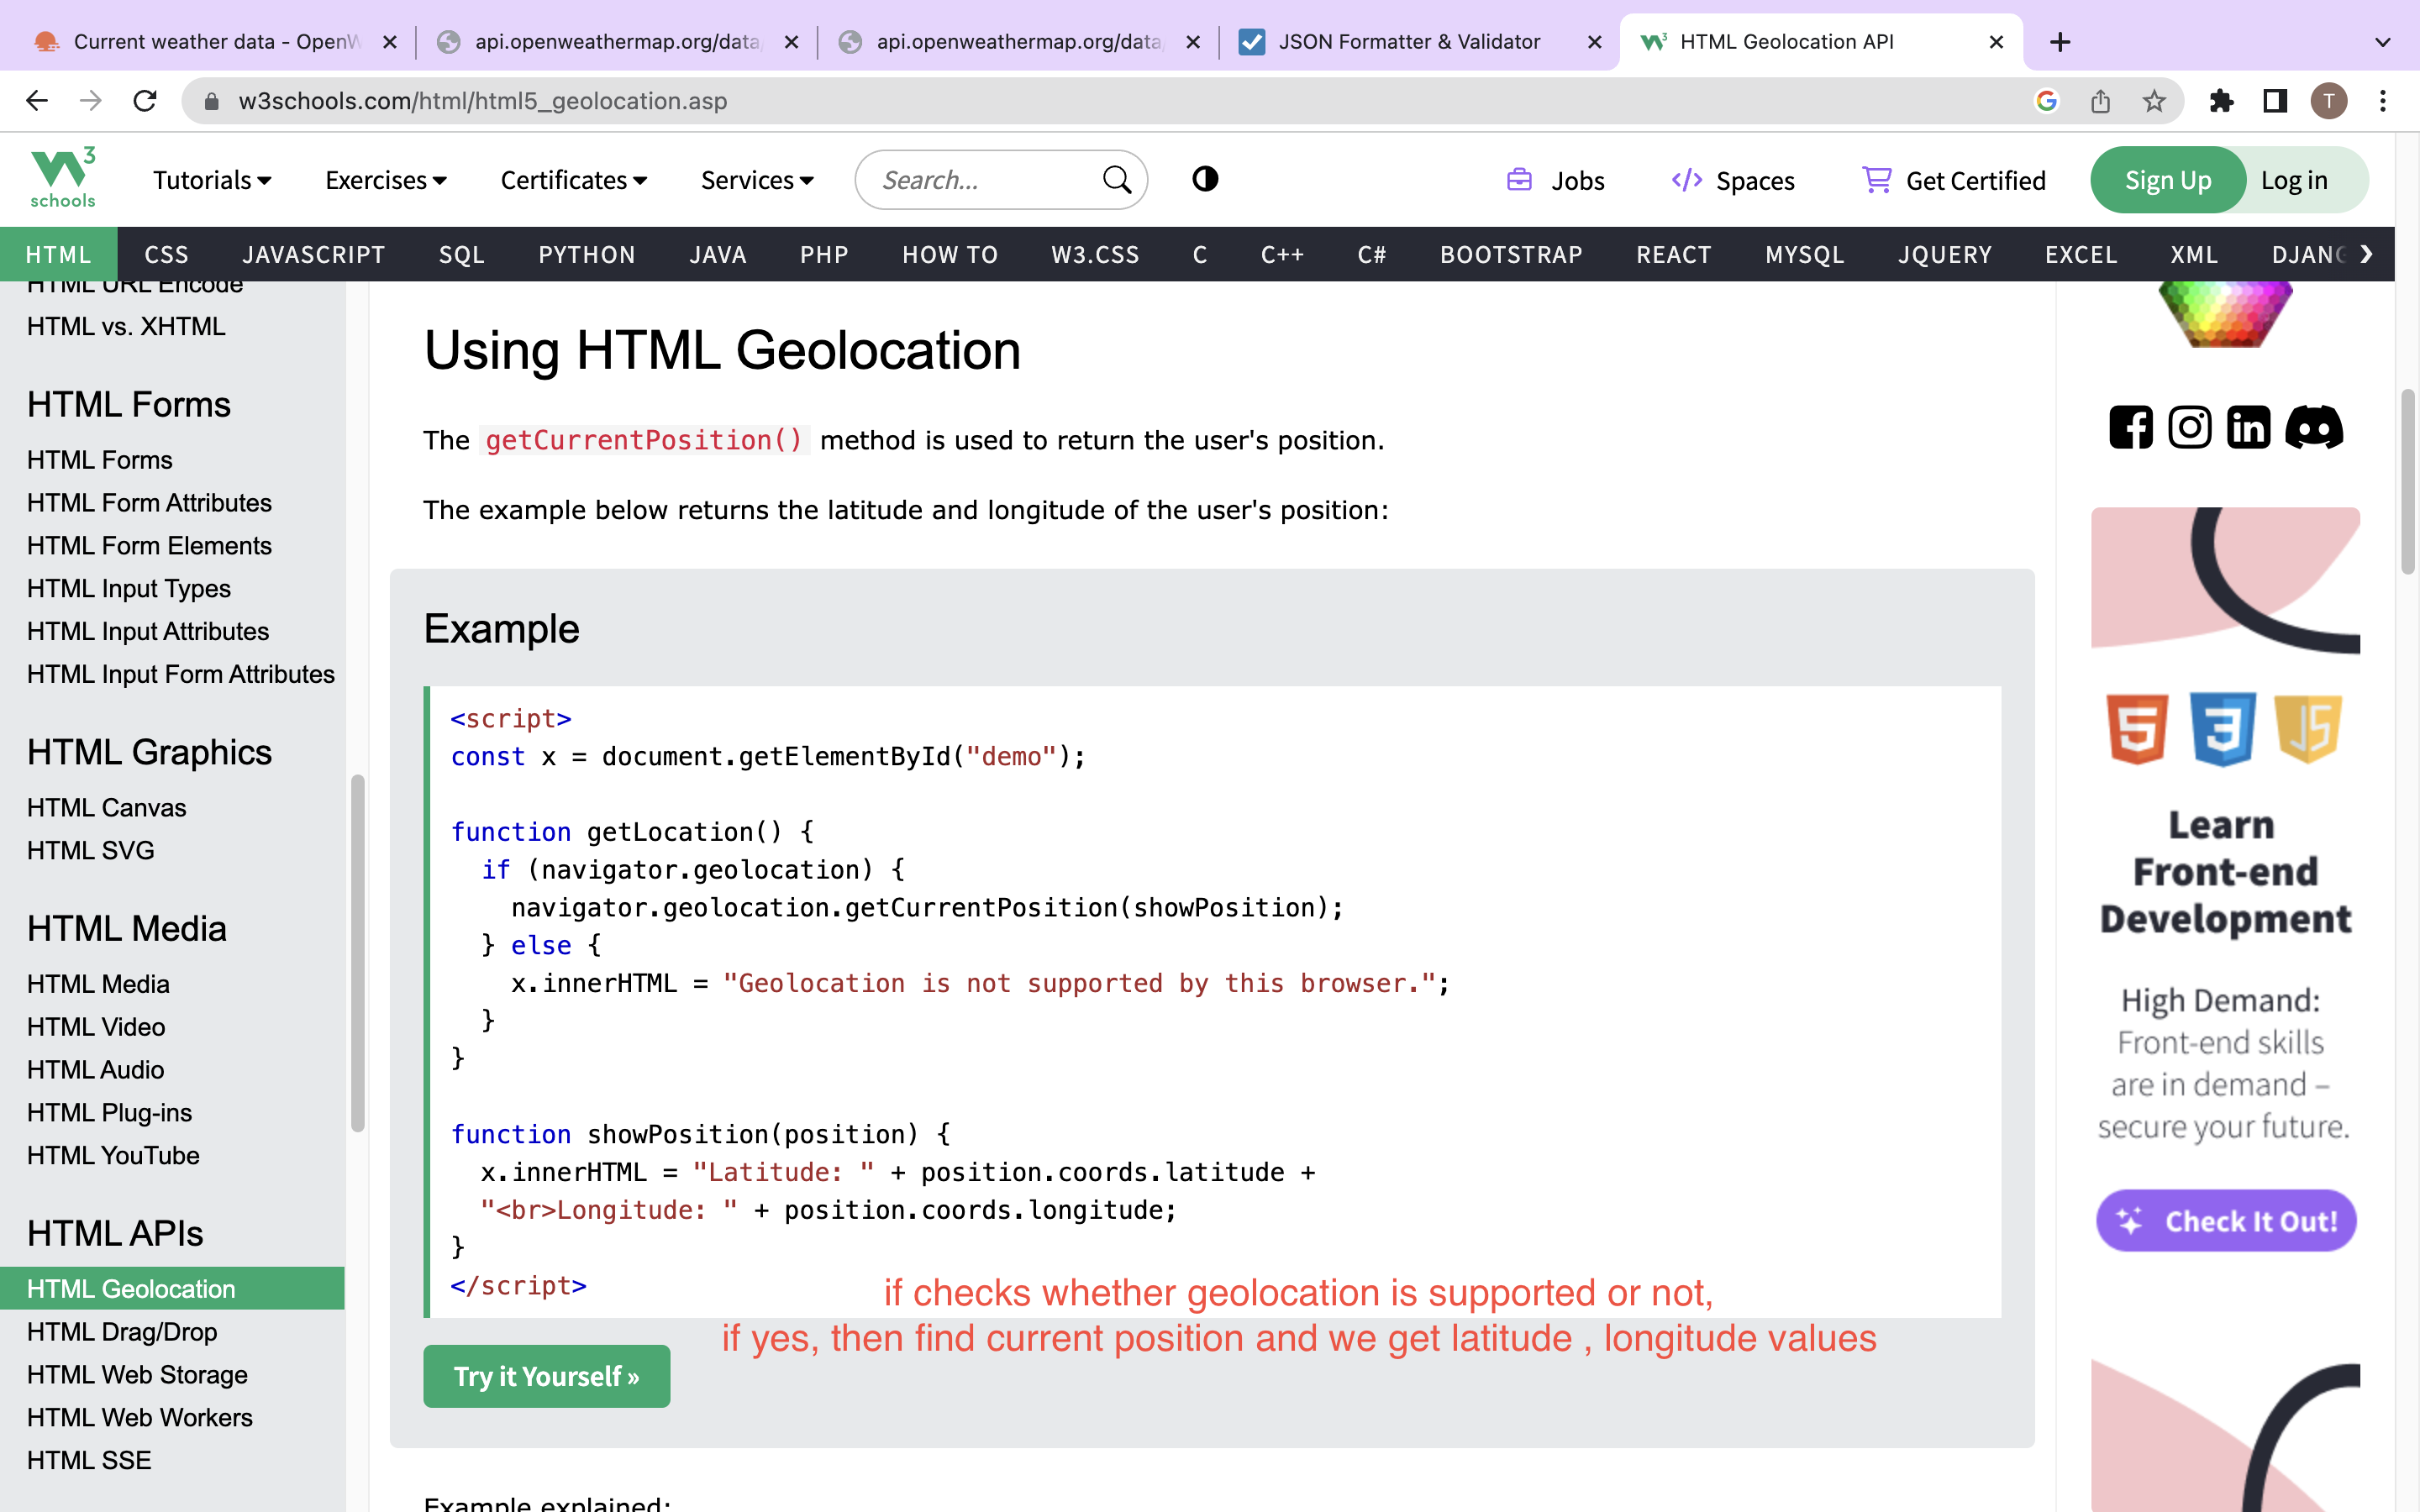 Current weather data - OpenW
api.openweathermap.org/data
api.openweathermap.org/data
JSON Formatter & Validator
HTML Geolocation API
w3schools.com/html/html5_geolocation.asp
T
W3
schools
Tutorials
Exercises
Certificates
Services
Search...
Jobs
Spaces
Get Certified
Sign Up
Log in
HTML CSS JAVASCRIPT SQL PYTHON JAVA PHP HOW TO W3.CSS C C++ C# BOOTSTRAP REACT MYSQL JQUERY EXCEL XML DJANG
HTML URL Encode
HTML vs. XHTML
HTML Forms
HTML Forms
HTML Form Attributes
HTML Form Elements
HTML Input Types
HTML Input Attributes
HTML Input Form Attributes
HTML Graphics
HTML Canvas
HTML SVG
HTML Media
HTML Media
HTML Video
HTML Audio
HTML Plug-ins
HTML YouTube
HTML APIs
HTML Geolocation
HTML Drag/Drop
HTML Web Storage
HTML Web Workers
HTML SSE
Using HTML Geolocation
The getCurrentPosition() method is used to return the user's position.
The example below returns the latitude and longitude of the user's position:
Example
<script>
const x = document.getElementById("demo");
function getLocation() {
if (navigator.geolocation) {
navigator.geolocation.getCurrentPosition(showPosition);
} else {
x.innerHTML = "Geolocation is not supported by this browser.";
}
}
function showPosition(position) {
x.innerHTML = "Latitude: " + position.coords.latitude +
"<br>Longitude: " + position.coords.longitude;
}
</script>
if checks whether geolocation is supported or not,
if yes, then find current position and we get latitude , longitude values
Try it Yourself »
Example explained:
in
5 3 JS
Learn
Front-end
Development
High Demand:
Front-end skills
are in demand –
secure your future.
Check It Out!